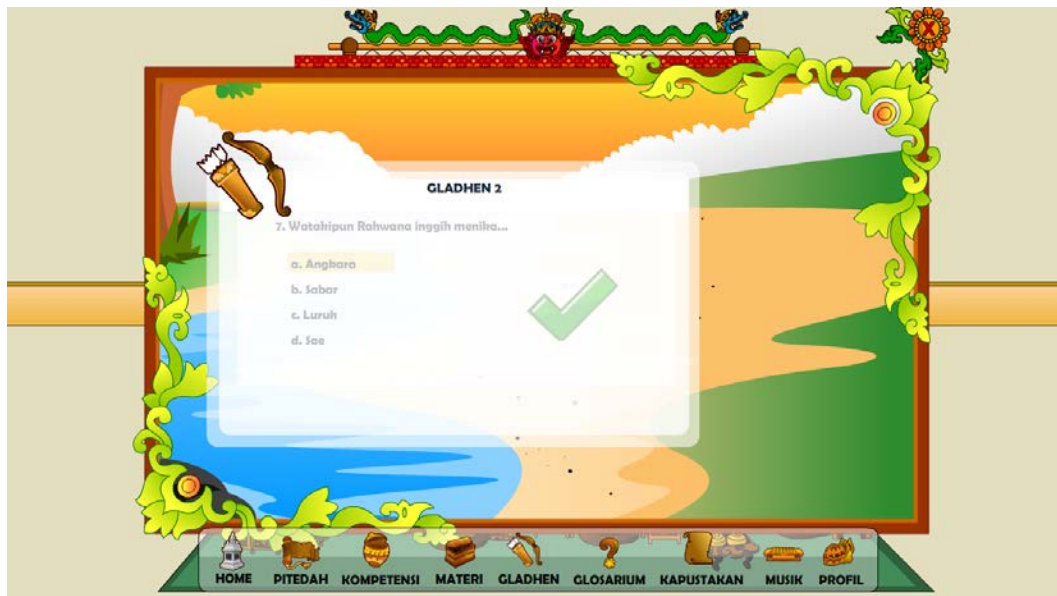 X
GLADHEN 2
7. Watakipun Rahwana inggih menika...
a. Angkara
b. Sabar
c. Luruh
d. Sae
HOME PITEDAH KOMPETENSI MATERI GLADHEN GLOSARIUM KAPUSTAKAN MUSIK PROFIL